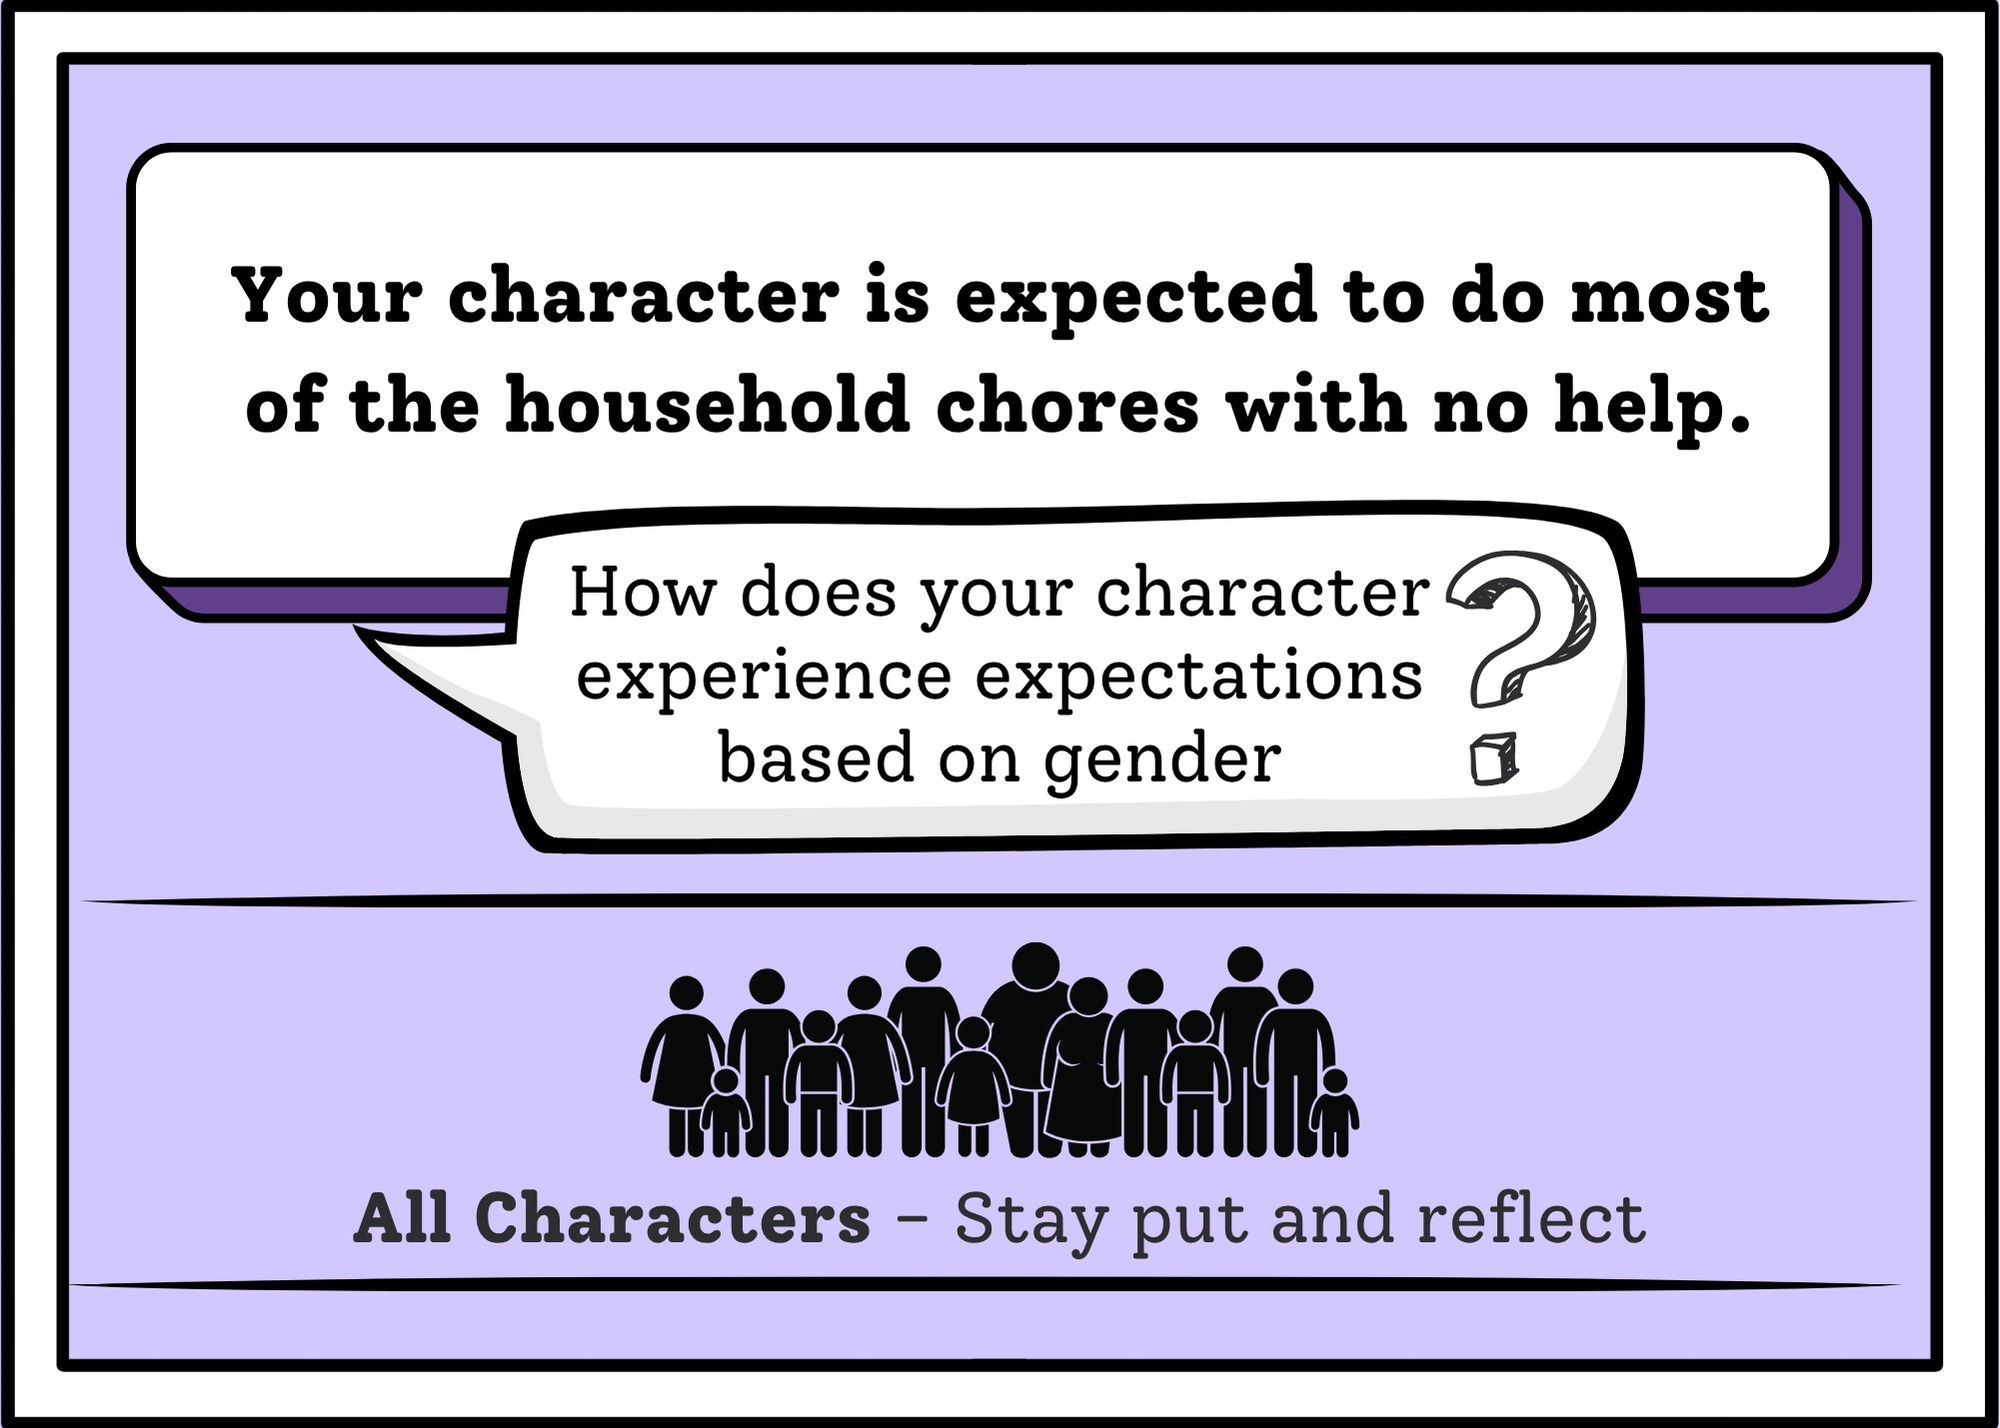 Your character is expected to do most
of the household chores with no help.
How does your character
experience expectations
based on gender
?
All Characters – Stay put and reflect